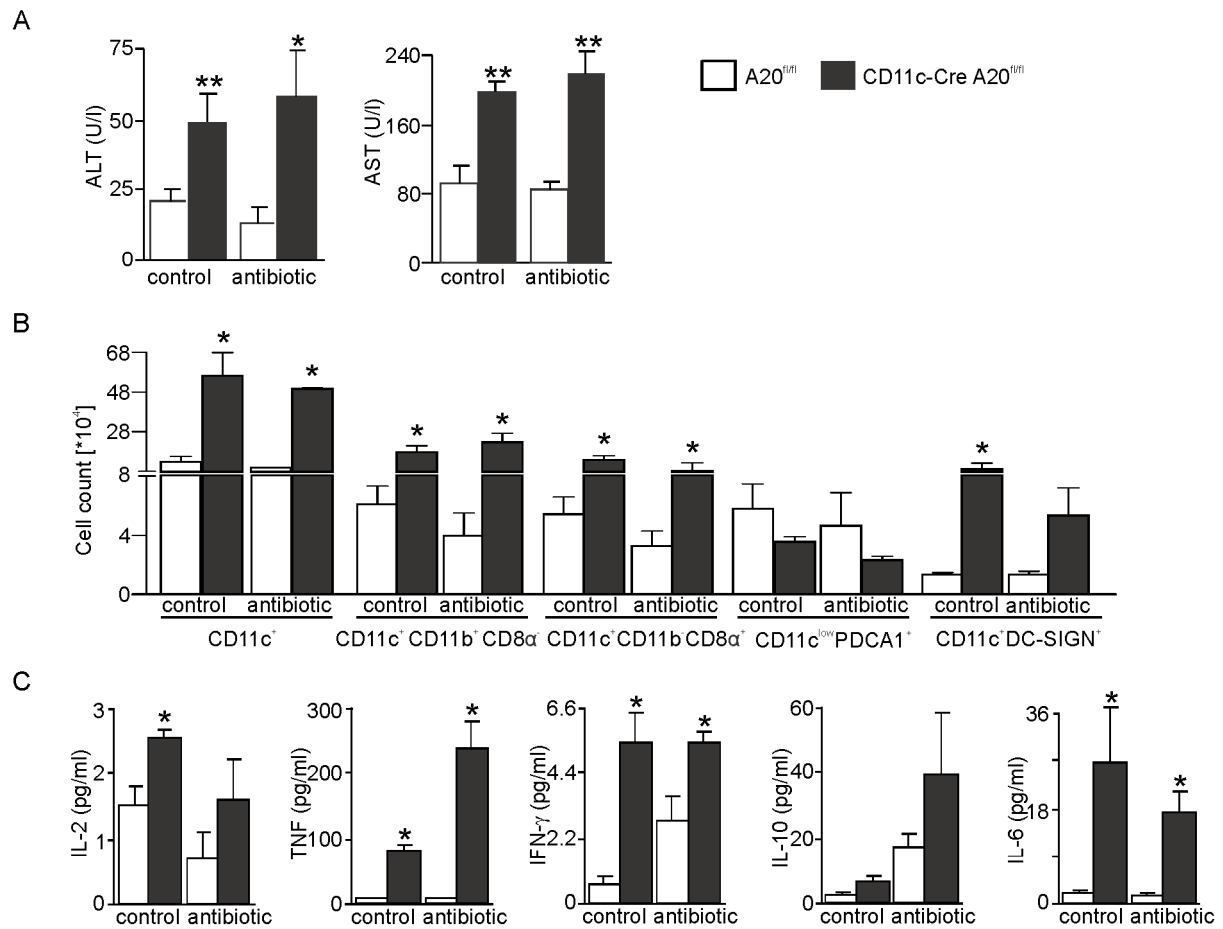 A
75
50
25
0
ALT (U/l)
** *
control antibiotic
240
160
80
0
AST (U/l)
** **
control antibiotic
A20fl/fl CD11c-Cre A20fl/fl
B
68
48
28
8
8
4
0
Cell count [*10⁴]
* * * * * * *
control antibiotic control antibiotic control antibiotic control antibiotic control antibiotic
CD11c⁺ CD11c⁺CD11b⁺CD8α⁻ CD11c⁺CD11b⁻CD8α⁺ CD11clowPDCA1⁺ CD11c⁺DC-SIGN⁺
C
3
2
1
0
IL-2 (pg/ml)
*
control antibiotic
300
200
100
0
TNF (pg/ml)
* *
control antibiotic
6.6
4.4
2.2
0
IFN-γ (pg/ml)
* *
control antibiotic
60
40
20
0
IL-10 (pg/ml)
control antibiotic
36
18
0
IL-6 (pg/ml)
* *
control antibiotic